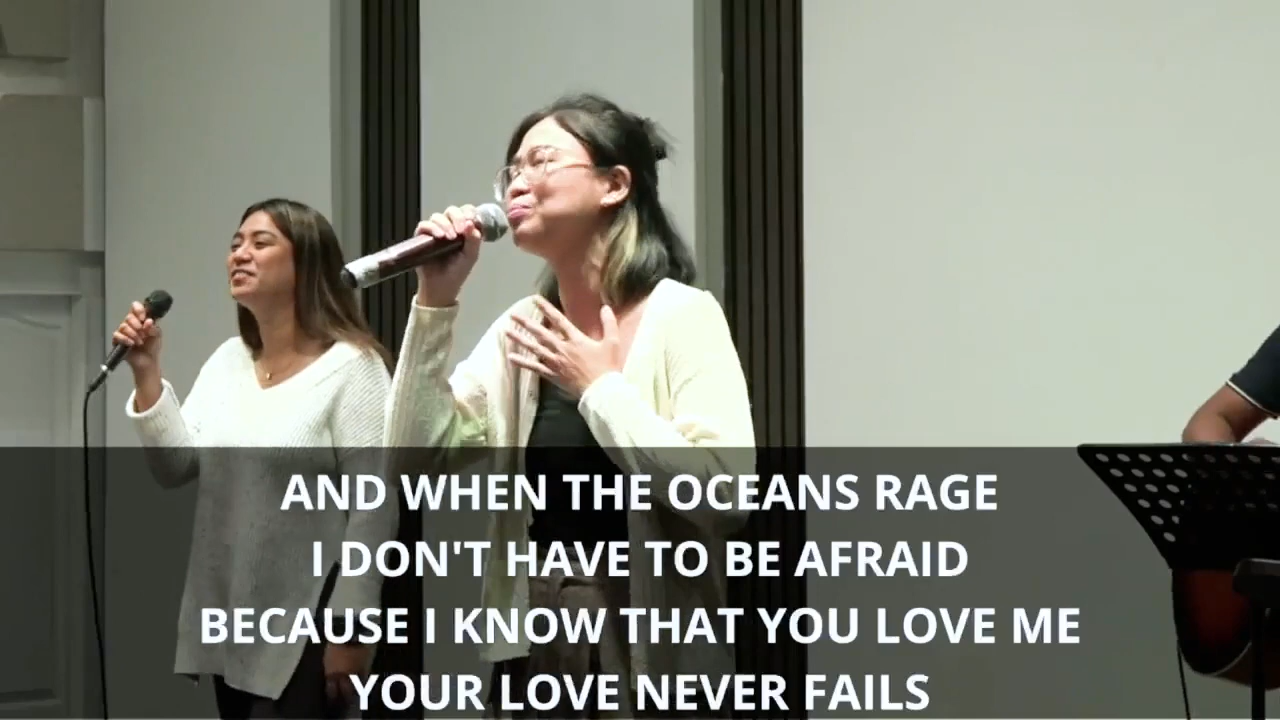 AND WHEN THE OCEANS RAGE
I DON'T HAVE TO BE AFRAID
BECAUSE I KNOW THAT YOU LOVE ME
YOUR LOVE NEVER FAILS